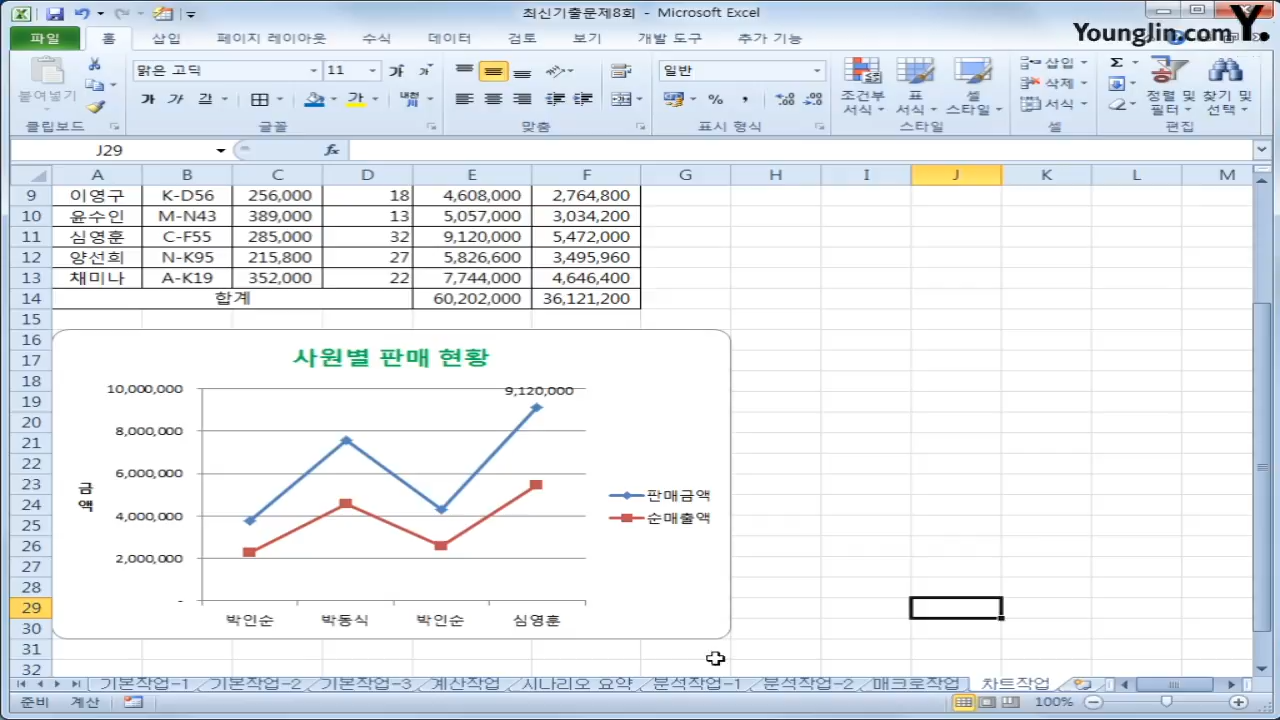 최신기출문제8회 - Microsoft Excel
YoungJin.com Y.
파일 홈 삽입 페이지 레이아웃 수식 데이터 검토 보기 개발 도구 추가 기능
맑은 고딕 11 일반
붙여넣기 가 가 가 조건부 서식 표 서식 셀 스타일 삽입 삭제 서식 정렬 및 필터 찾기 및 선택
클립보드 글꼴 맞춤 표시 형식 스타일 셀 편집
J29 fx
A B C D E F G H I J K L M
9 이영구 K-D56 256,000 18 4,608,000 2,764,800
10 윤수인 M-N43 389,000 13 5,057,000 3,034,200
11 심영훈 C-F55 285,000 32 9,120,000 5,472,000
12 양선희 N-K95 215,800 27 5,826,600 3,495,960
13 채미나 A-K19 352,000 22 7,744,000 4,646,400
14 합계 60,202,000 36,121,200
15
16
17
18
19
20
21
22
23
24
25
26
27
28
29
30
31
32
사원별 판매 현황
10,000,000
8,000,000
6,000,000
4,000,000
2,000,000
-
9,120,000
금액
판매금액
순매출액
박인순 박동식 박인순 심영훈
기본작업-1 기본작업-2 기본작업-3 계산작업 시나리오 요약 분석작업-1 분석작업-2 매크로작업 차트작업
준비 계산 100%